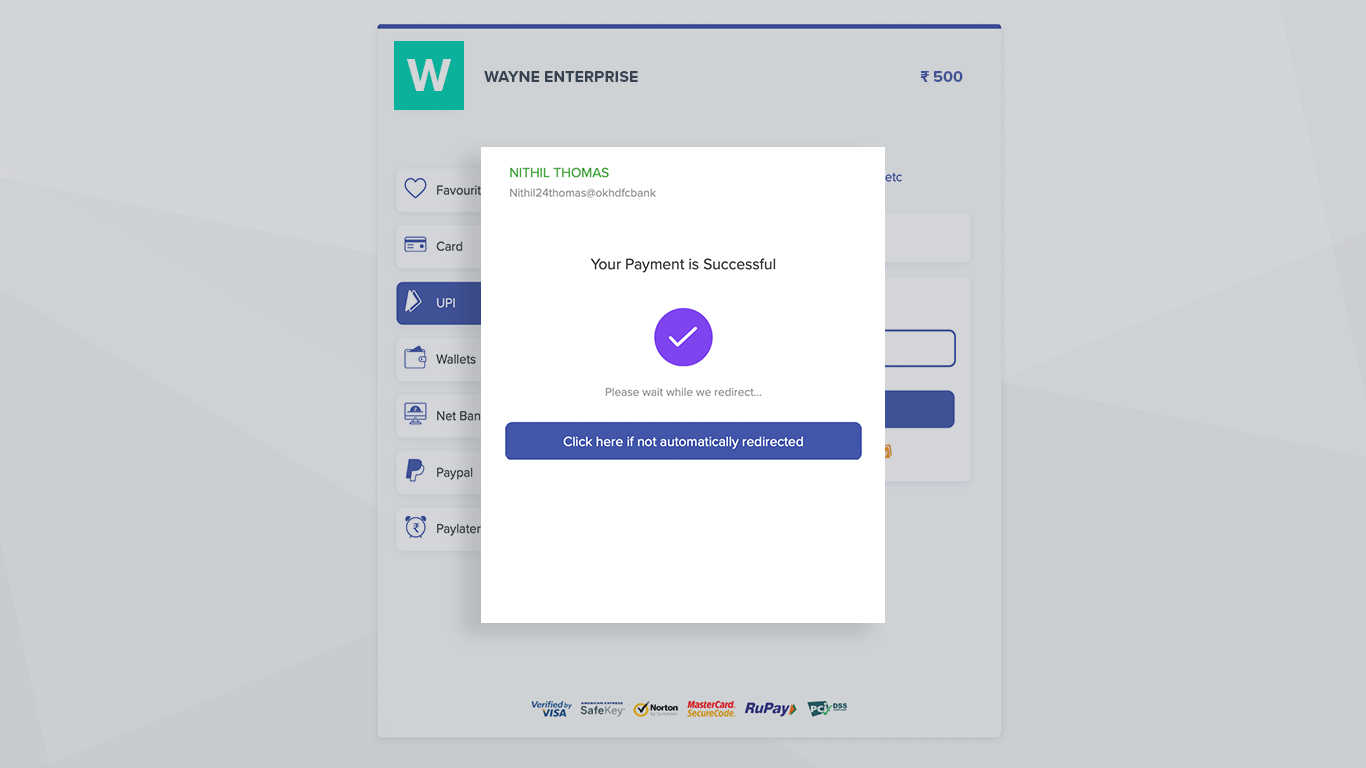 W
WAYNE ENTERPRISE
₹ 500
NITHIL THOMAS
Nithil24thomas@okhdfcbank
etc
Favourit
Card
UPI
Wallets
Net Ban
Paypal
Paylater
Your Payment is Successful
Please wait while we redirect...
Click here if not automatically redirected
Verified by
VISA
AMERICAN EXPRESS
SafeKey
Norton
MasterCard.
SecureCode.
RuPay
PCI DSS